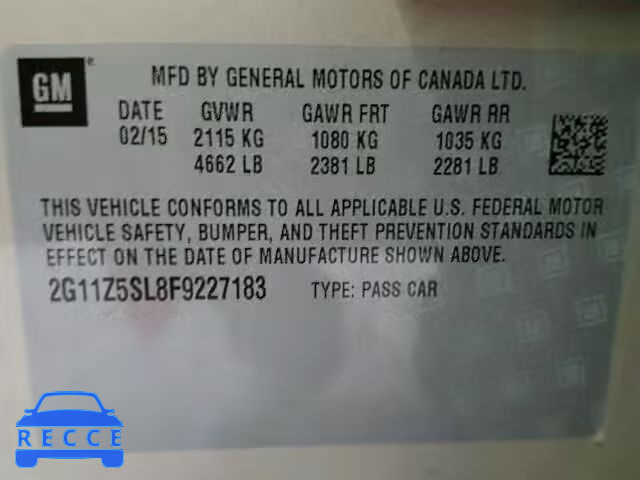 GM
MFD BY GENERAL MOTORS OF CANADA LTD.
DATE GVWR GAWR FRT GAWR RR
02/15 2115 KG 1080 KG 1035 KG
4662 LB 2381 LB 2281 LB
THIS VEHICLE CONFORMS TO ALL APPLICABLE U.S. FEDERAL MOTOR
VEHICLE SAFETY, BUMPER, AND THEFT PREVENTION STANDARDS IN
EFFECT ON THE DATE OF MANUFACTURE SHOWN ABOVE.
2G11Z5SL8F9227183 TYPE: PASS CAR
RECCE